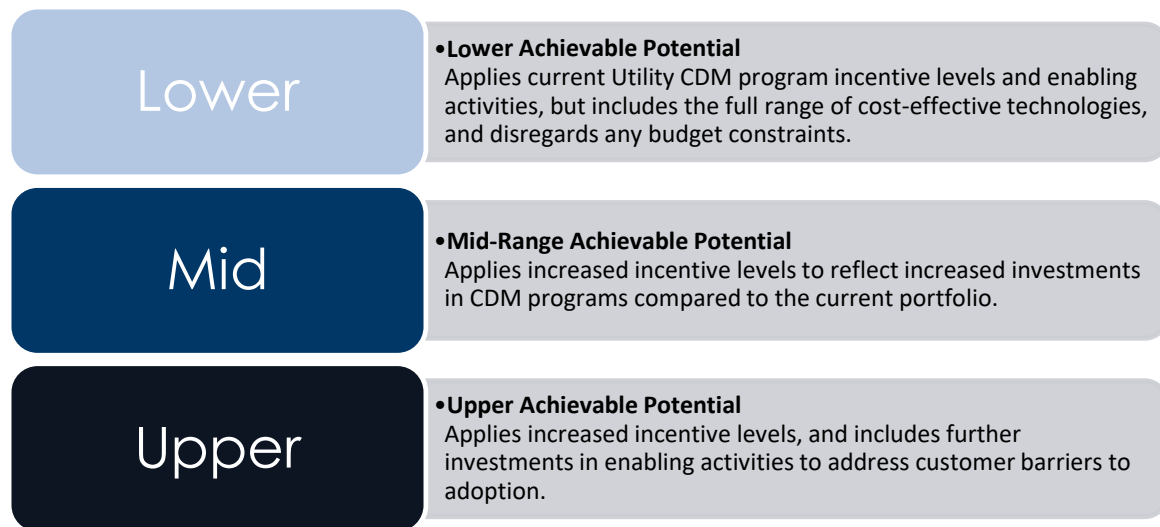 Lower
•Lower Achievable Potential
Applies current Utility CDM program incentive levels and enabling
activities, but includes the full range of cost-effective technologies,
and disregards any budget constraints.
Mid
•Mid-Range Achievable Potential
Applies increased incentive levels to reflect increased investments
in CDM programs compared to the current portfolio.
Upper
•Upper Achievable Potential
Applies increased incentive levels, and includes further
investments in enabling activities to address customer barriers to
adoption.